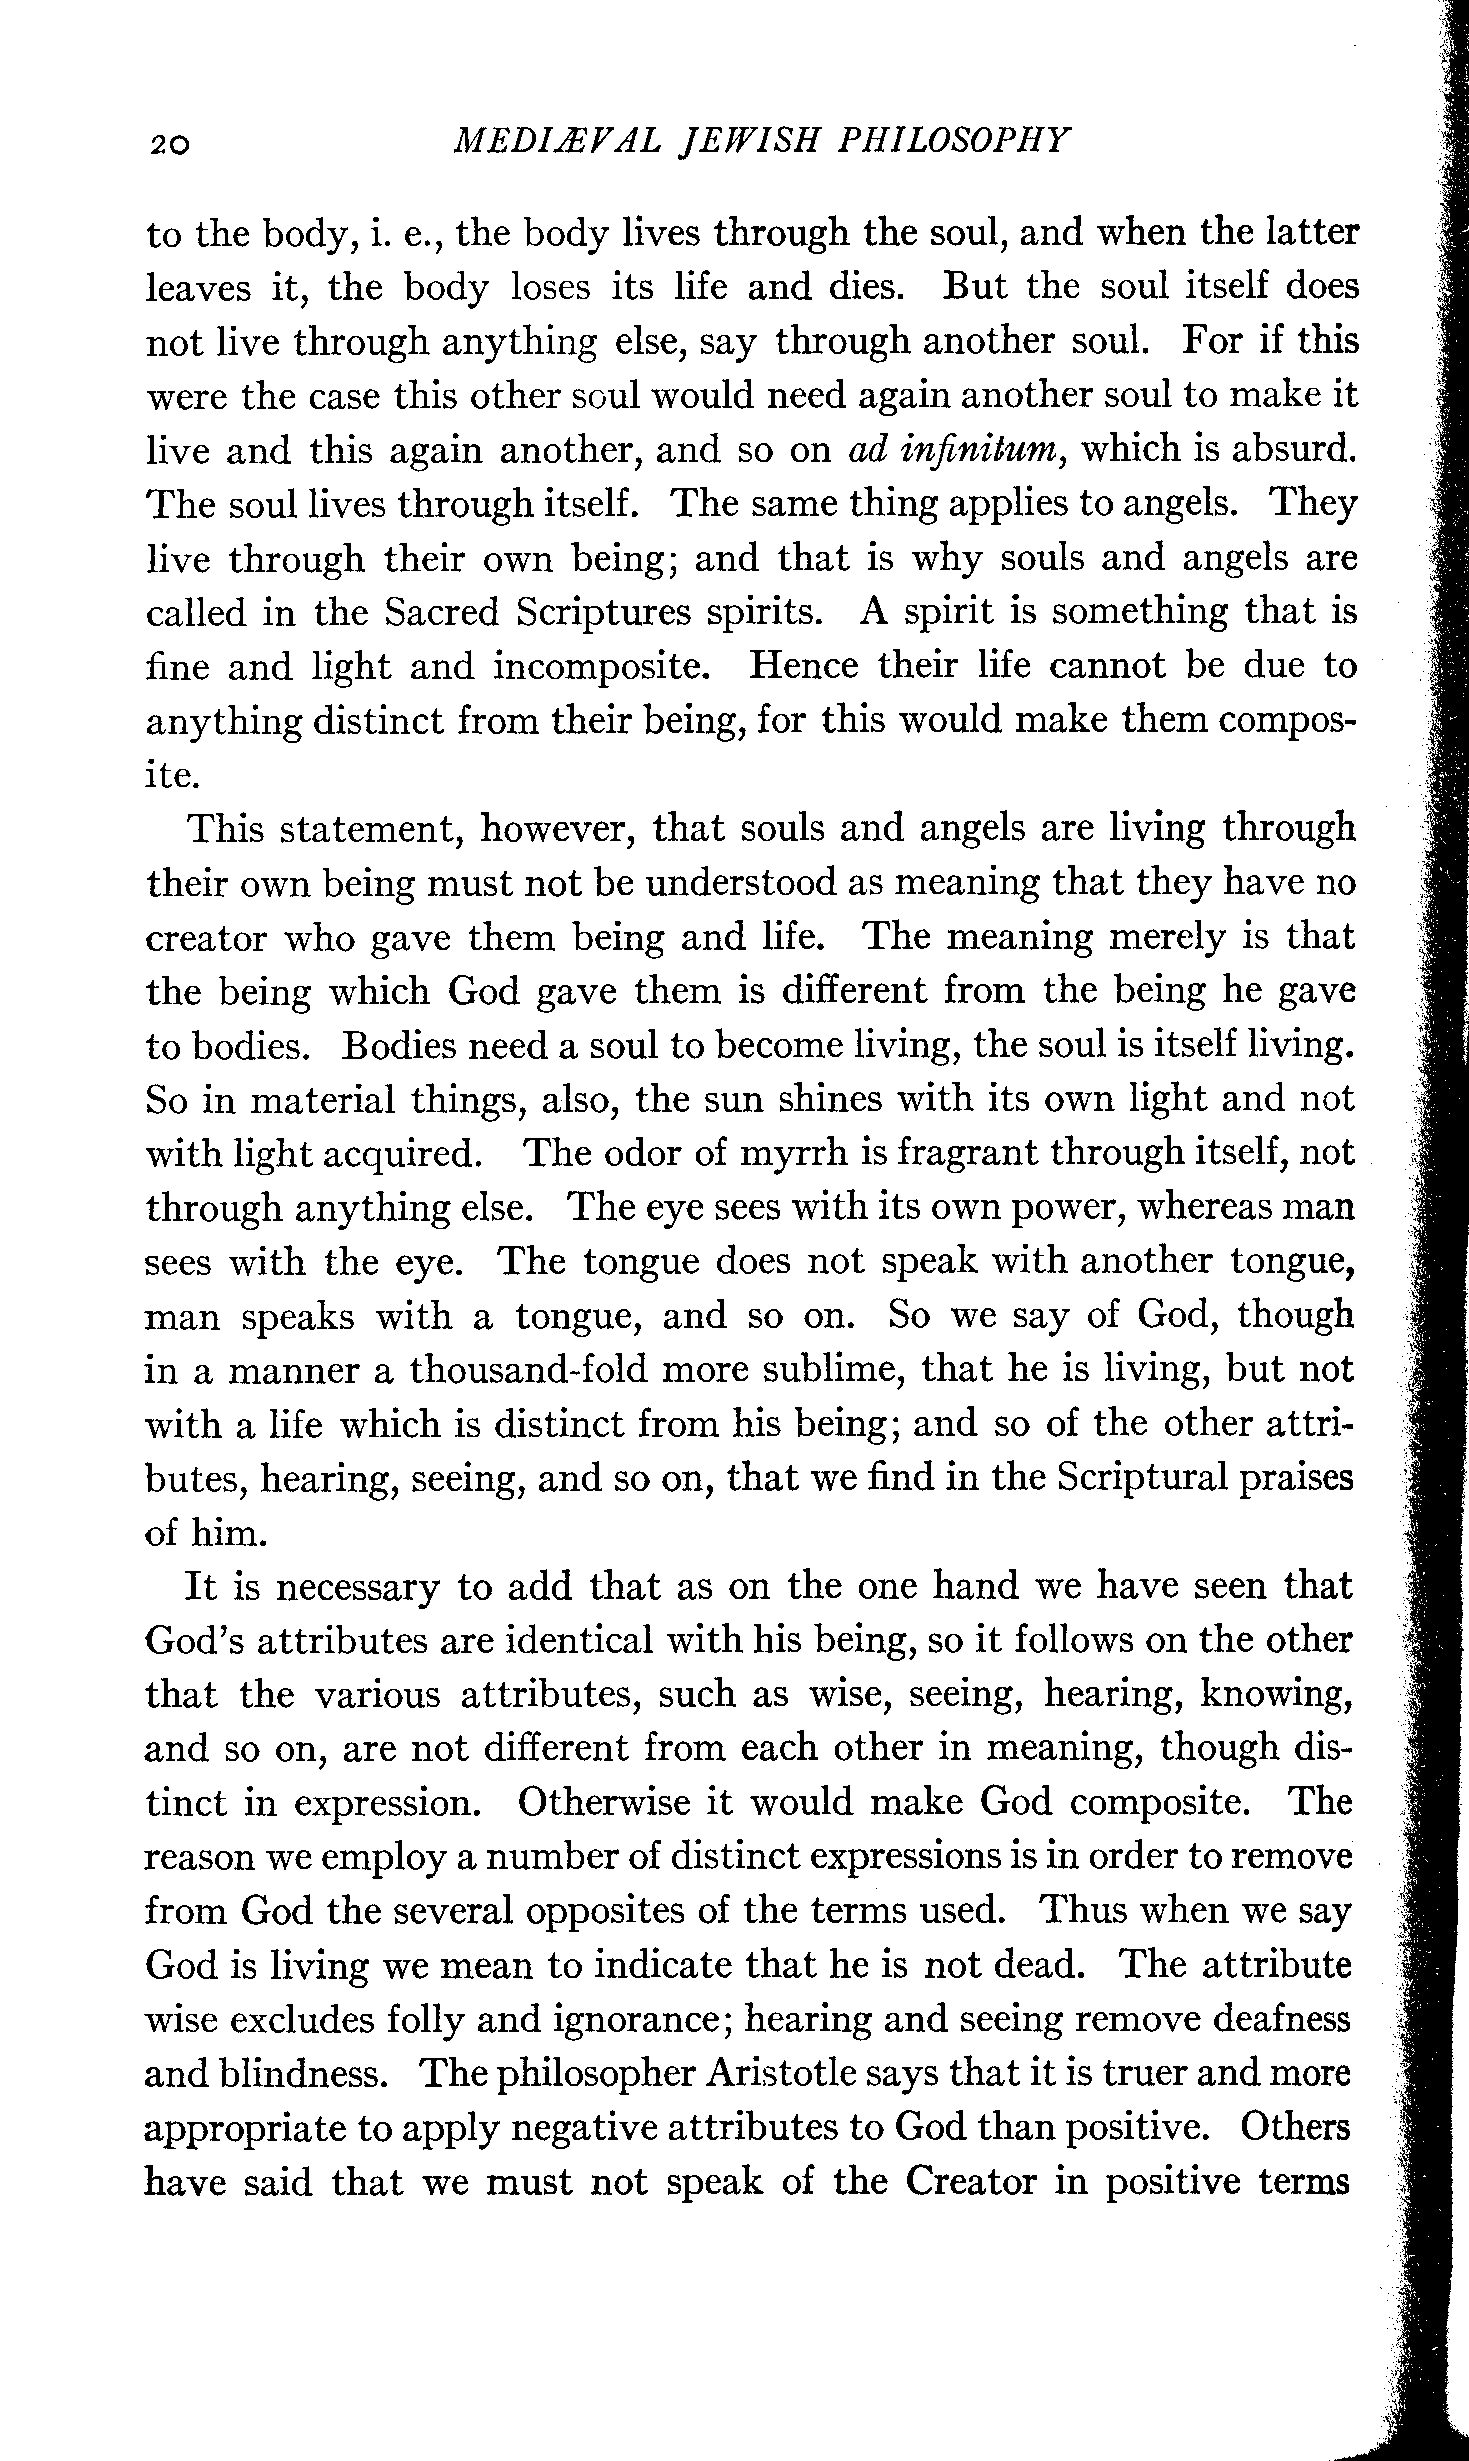 20 MEDIÆVAL JEWISH PHILOSOPHY
to the body, i. e., the body lives through the soul, and when the latter
leaves it, the body loses its life and dies. But the soul itself does
not live through anything else, say through another soul. For if this
were the case this other soul would need again another soul to make it
live and this again another, and so on ad infinitum, which is absurd.
The soul lives through itself. The same thing applies to angels. They
live through their own being; and that is why souls and angels are
called in the Sacred Scriptures spirits. A spirit is something that is
fine and light and incomposite. Hence their life cannot be due to
anything distinct from their being, for this would make them compos-
ite.
This statement, however, that souls and angels are living through
their own being must not be understood as meaning that they have no
creator who gave them being and life. The meaning merely is that
the being which God gave them is different from the being he gave
to bodies. Bodies need a soul to become living, the soul is itself living.
So in material things, also, the sun shines with its own light and not
with light acquired. The odor of myrrh is fragrant through itself, not
through anything else. The eye sees with its own power, whereas man
sees with the eye. The tongue does not speak with another tongue,
man speaks with a tongue, and so on. So we say of God, though
in a manner a thousand-fold more sublime, that he is living, but not
with a life which is distinct from his being; and so of the other attri-
butes, hearing, seeing, and so on, that we find in the Scriptural praises
of him.
It is necessary to add that as on the one hand we have seen that
God's attributes are identical with his being, so it follows on the other
that the various attributes, such as wise, seeing, hearing, knowing,
and so on, are not different from each other in meaning, though dis-
tinct in expression. Otherwise it would make God composite. The
reason we employ a number of distinct expressions is in order to remove
from God the several opposites of the terms used. Thus when we say
God is living we mean to indicate that he is not dead. The attribute
wise excludes folly and ignorance; hearing and seeing remove deafness
and blindness. The philosopher Aristotle says that it is truer and more
appropriate to apply negative attributes to God than positive. Others
have said that we must not speak of the Creator in positive terms